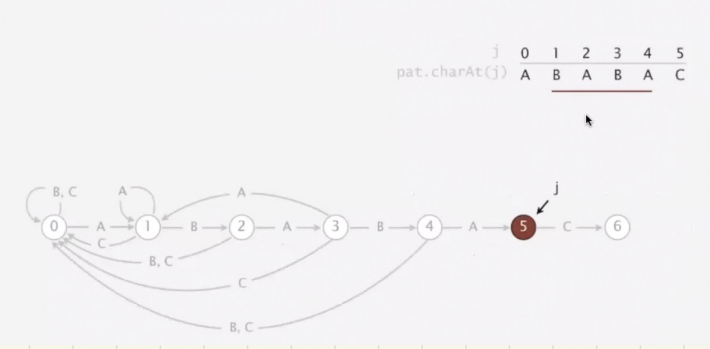 j 0 1 2 3 4 5
pat.charAt(j) A B A B A C
j
B, C
A
A
0 A 1 B 2 A 3 B 4 A 5 C 6
C
B, C
C
B, C